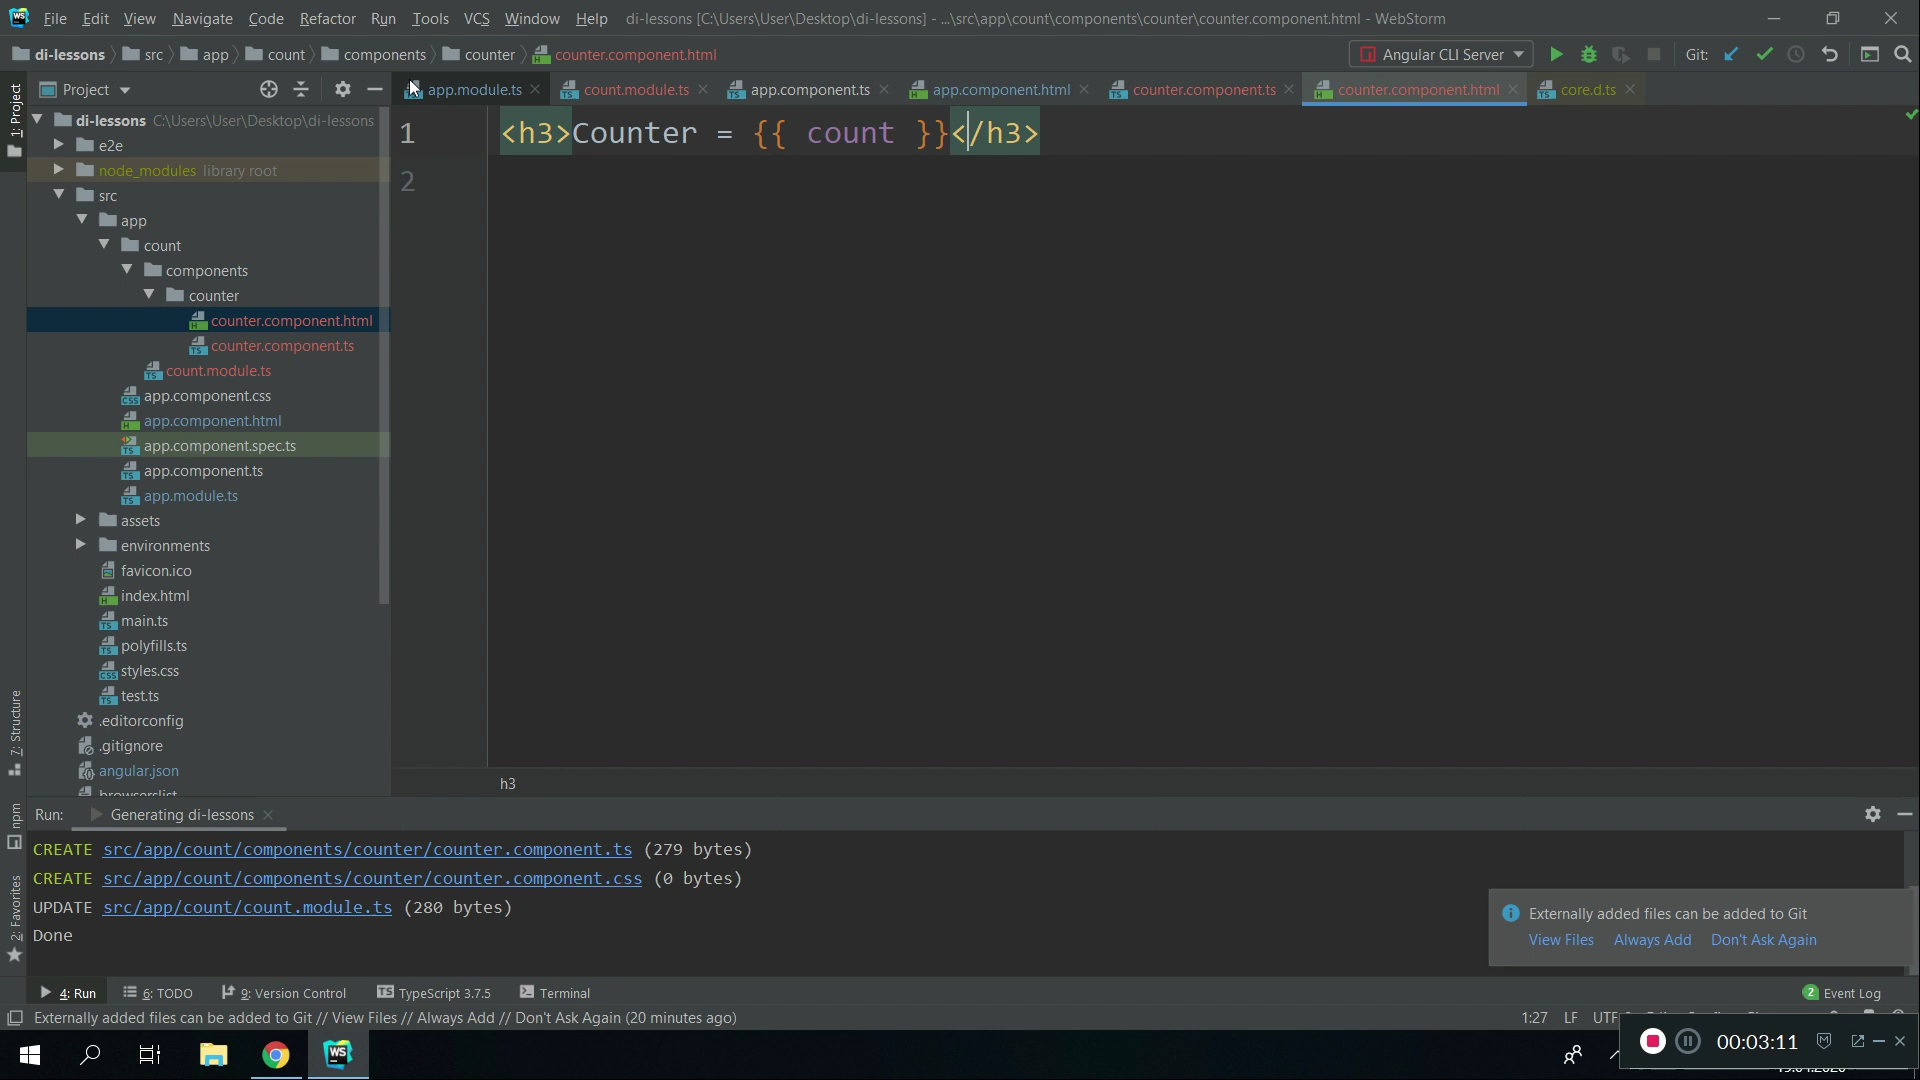 File Edit View Navigate Code Refactor Run Tools VCS Window Help di-lessons [C:\Users\User\Desktop\di-lessons] - ...\src\app\count\components\counter\counter.component.html - WebStorm
di-lessons src app count components counter counter.component.html Angular CLI Server Git:
Project app.module.ts count.module.ts app.component.ts app.component.html counter.component.ts counter.component.html core.d.ts
1: Project
di-lessons C:\Users\User\Desktop\di-lessons
e2e
node_modules library root
src
app
count
components
counter
counter.component.html
counter.component.ts
count.module.ts
app.component.css
app.component.html
app.component.spec.ts
app.component.ts
app.module.ts
assets
environments
favicon.ico
index.html
main.ts
polyfills.ts
styles.css
test.ts
.editorconfig
.gitignore
angular.json
browserslist
1 <h3>Counter = {{ count }}</h3>
2
h3
7: Structure
npm
2: Favorites
Run: Generating di-lessons
CREATE src/app/count/components/counter/counter.component.ts (279 bytes)
CREATE src/app/count/components/counter/counter.component.css (0 bytes)
UPDATE src/app/count/count.module.ts (280 bytes)
Done
Externally added files can be added to Git
View Files Always Add Don't Ask Again
4: Run 6: TODO 9: Version Control TypeScript 3.7.5 Terminal 2 Event Log
Externally added files can be added to Git // View Files // Always Add // Don't Ask Again (20 minutes ago) 1:27 LF
WS 00:03:11